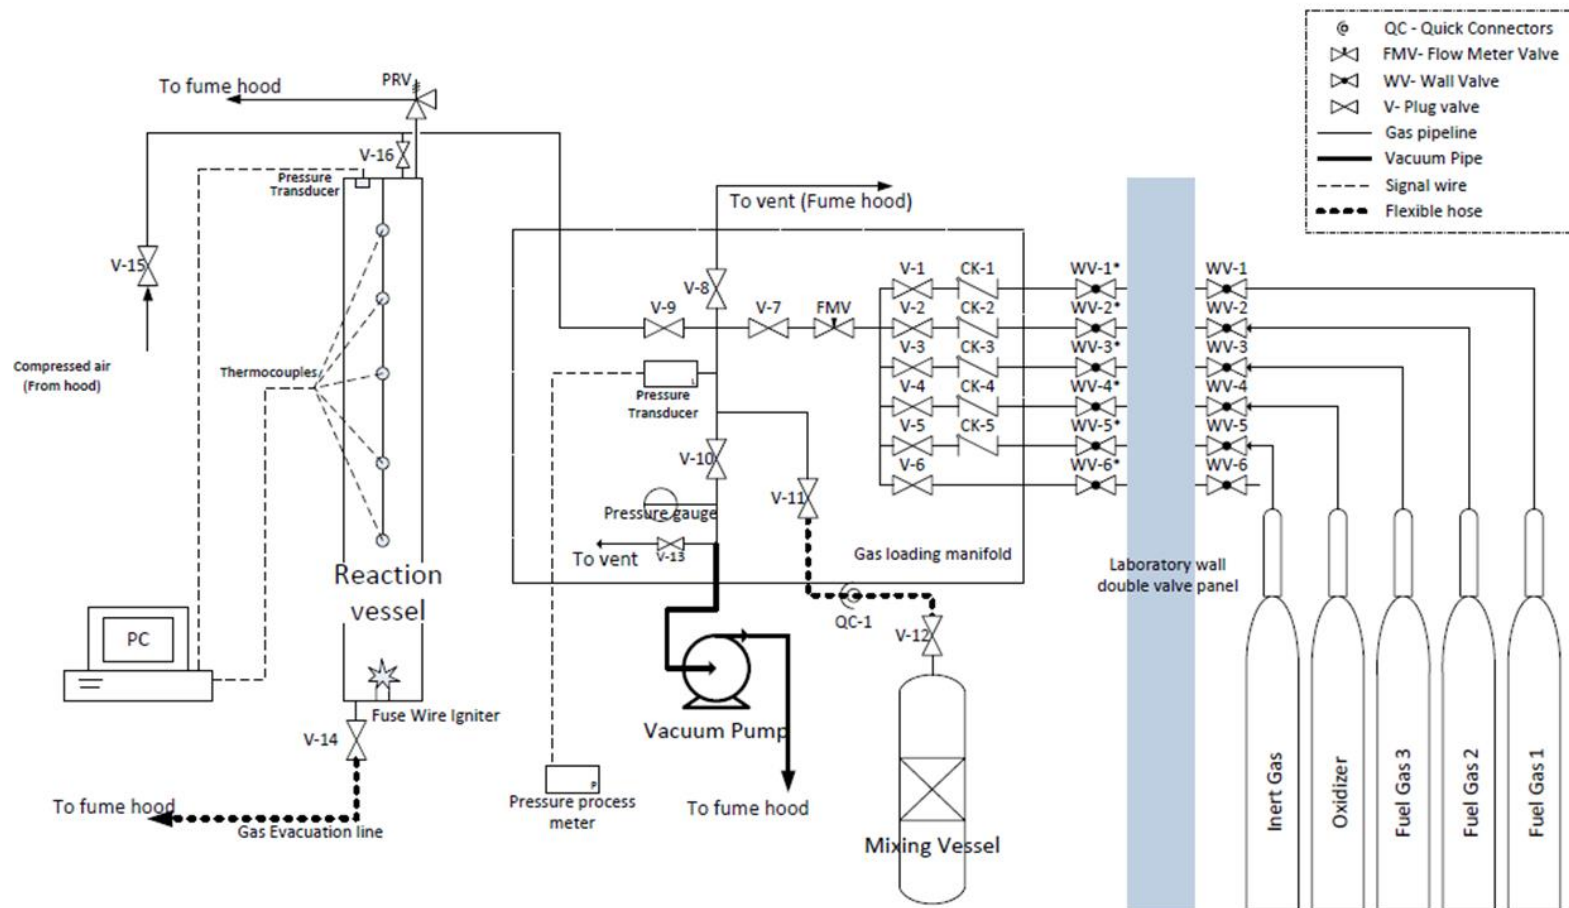 QC - Quick Connectors
FMV- Flow Meter Valve
WV- Wall Valve
V- Plug valve
Gas pipeline
Vacuum Pipe
Signal wire
Flexible hose
To fume hood
PRV
V-16
Pressure
Transducer
V-15
Compressed air
(From hood)
Thermocouples
Reaction
vessel
PC
Fuse Wire Igniter
V-14
To fume hood
Gas Evacuation line
To vent (Fume hood)
V-8
V-9
V-7
FMV
Pressure
Transducer
L
V-10
V-11
Pressure gauge
V-13
To vent
Gas loading manifold
QC-1
V-12
Vacuum Pump
To fume hood
P
Pressure process
meter
Mixing Vessel
V-1
CK-1
WV-1*
WV-1
V-2
CK-2
WV-2*
WV-2
V-3
CK-3
WV-3*
WV-3
V-4
CK-4
WV-4*
WV-4
V-5
CK-5
WV-5*
WV-5
V-6
WV-6*
WV-6
Laboratory wall
double valve panel
Inert Gas
Oxidizer
Fuel Gas 3
Fuel Gas 2
Fuel Gas 1